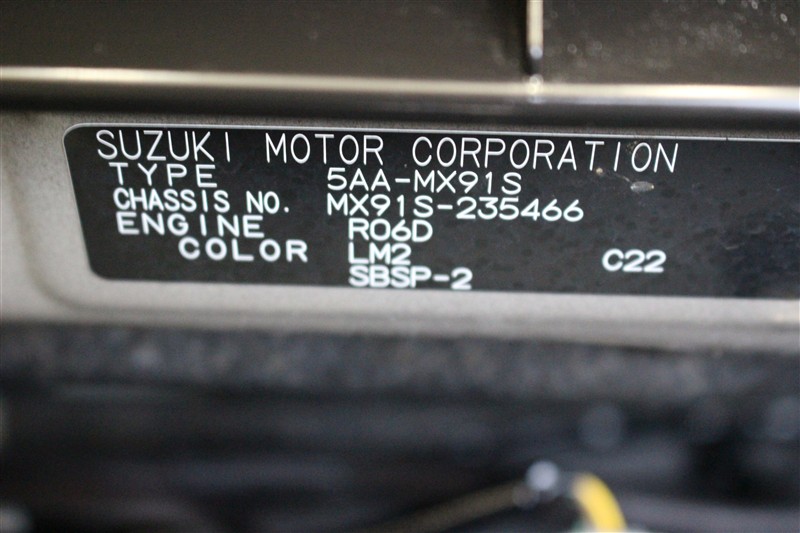 SUZUKI MOTOR CORPORATION
TYPE 5AA-MX91S
CHASSIS NO. MX91S-235466
ENGINE R06D
COLOR LM2 C22
SBSP-2